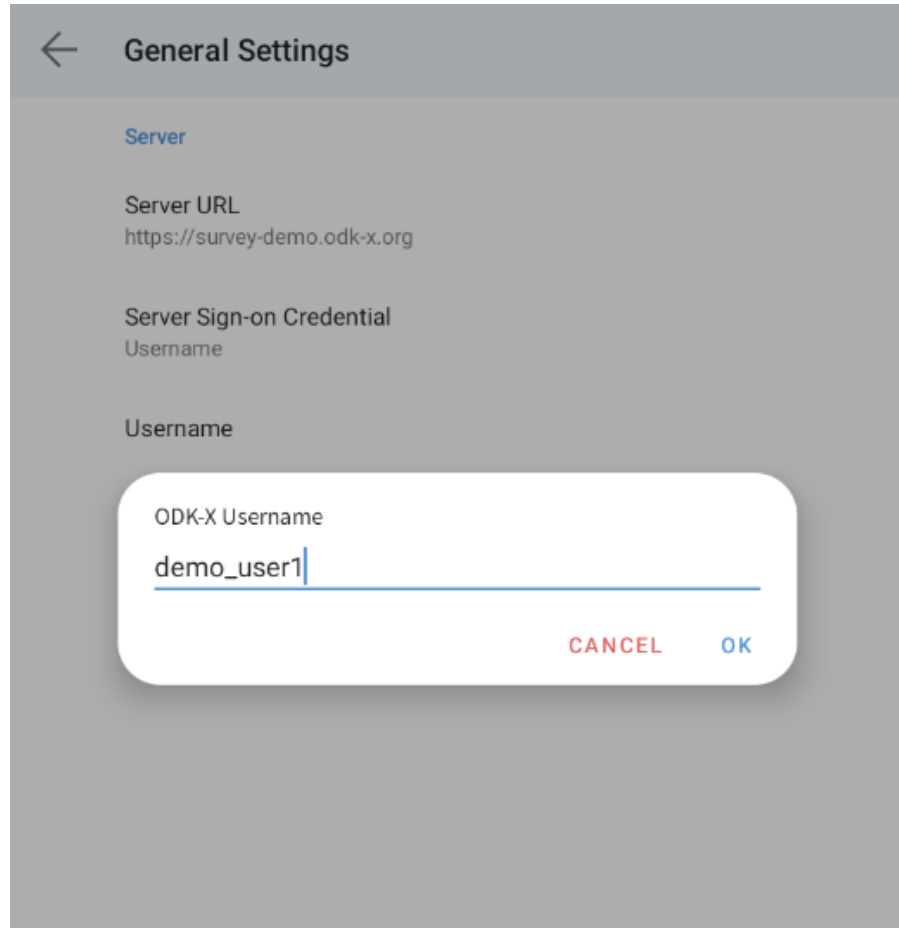 General Settings
Server
Server URL
https://survey-demo.odk-x.org
Server Sign-on Credential
Username
Username
ODK-X Username
demo_user1
CANCEL OK